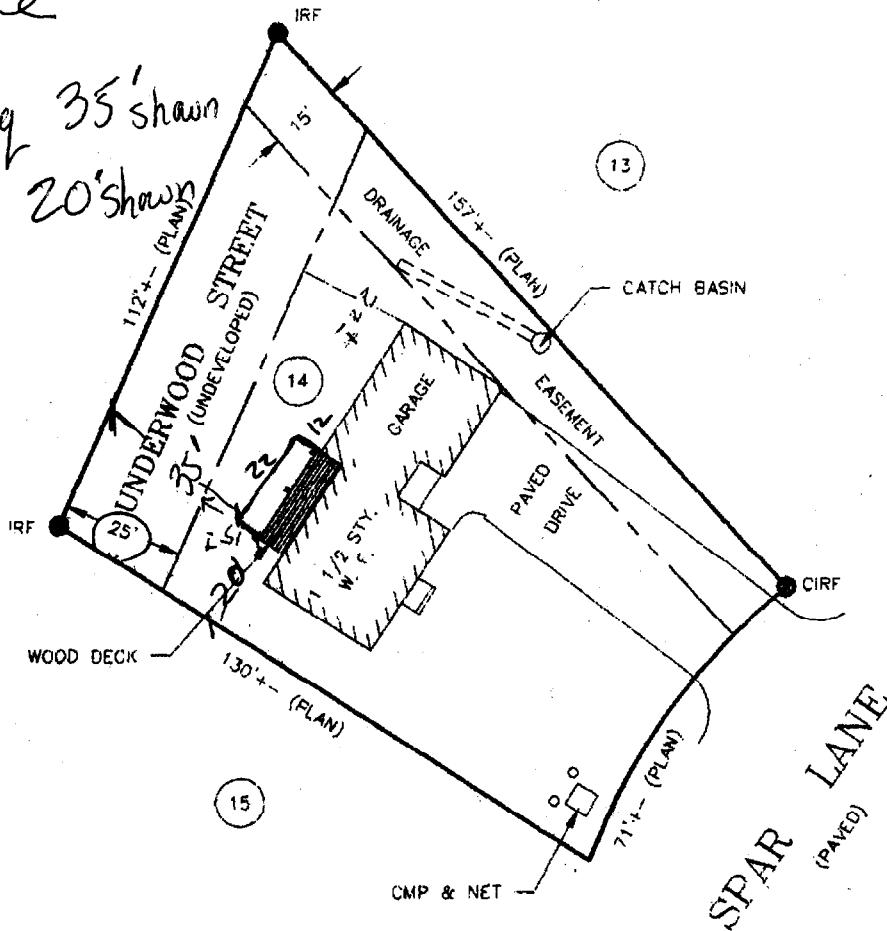 IRF
35' shown
20' shown
15'
13
DRAINAGE
157'+- (PLAN)
CATCH BASIN
112'+- (PLAN)
UNDERWOOD STREET
(UNDEVELOPED)
14
GARAGE
EASEMENT
12
22
35'
PAVED
DRIVE
IRF
25'
20'
1 1/2 STY.
W. F.
CIRF
WOOD DECK
130'+- (PLAN)
15
71'+- (PLAN)
CMP & NET
SPAR LANE
(PAVED)